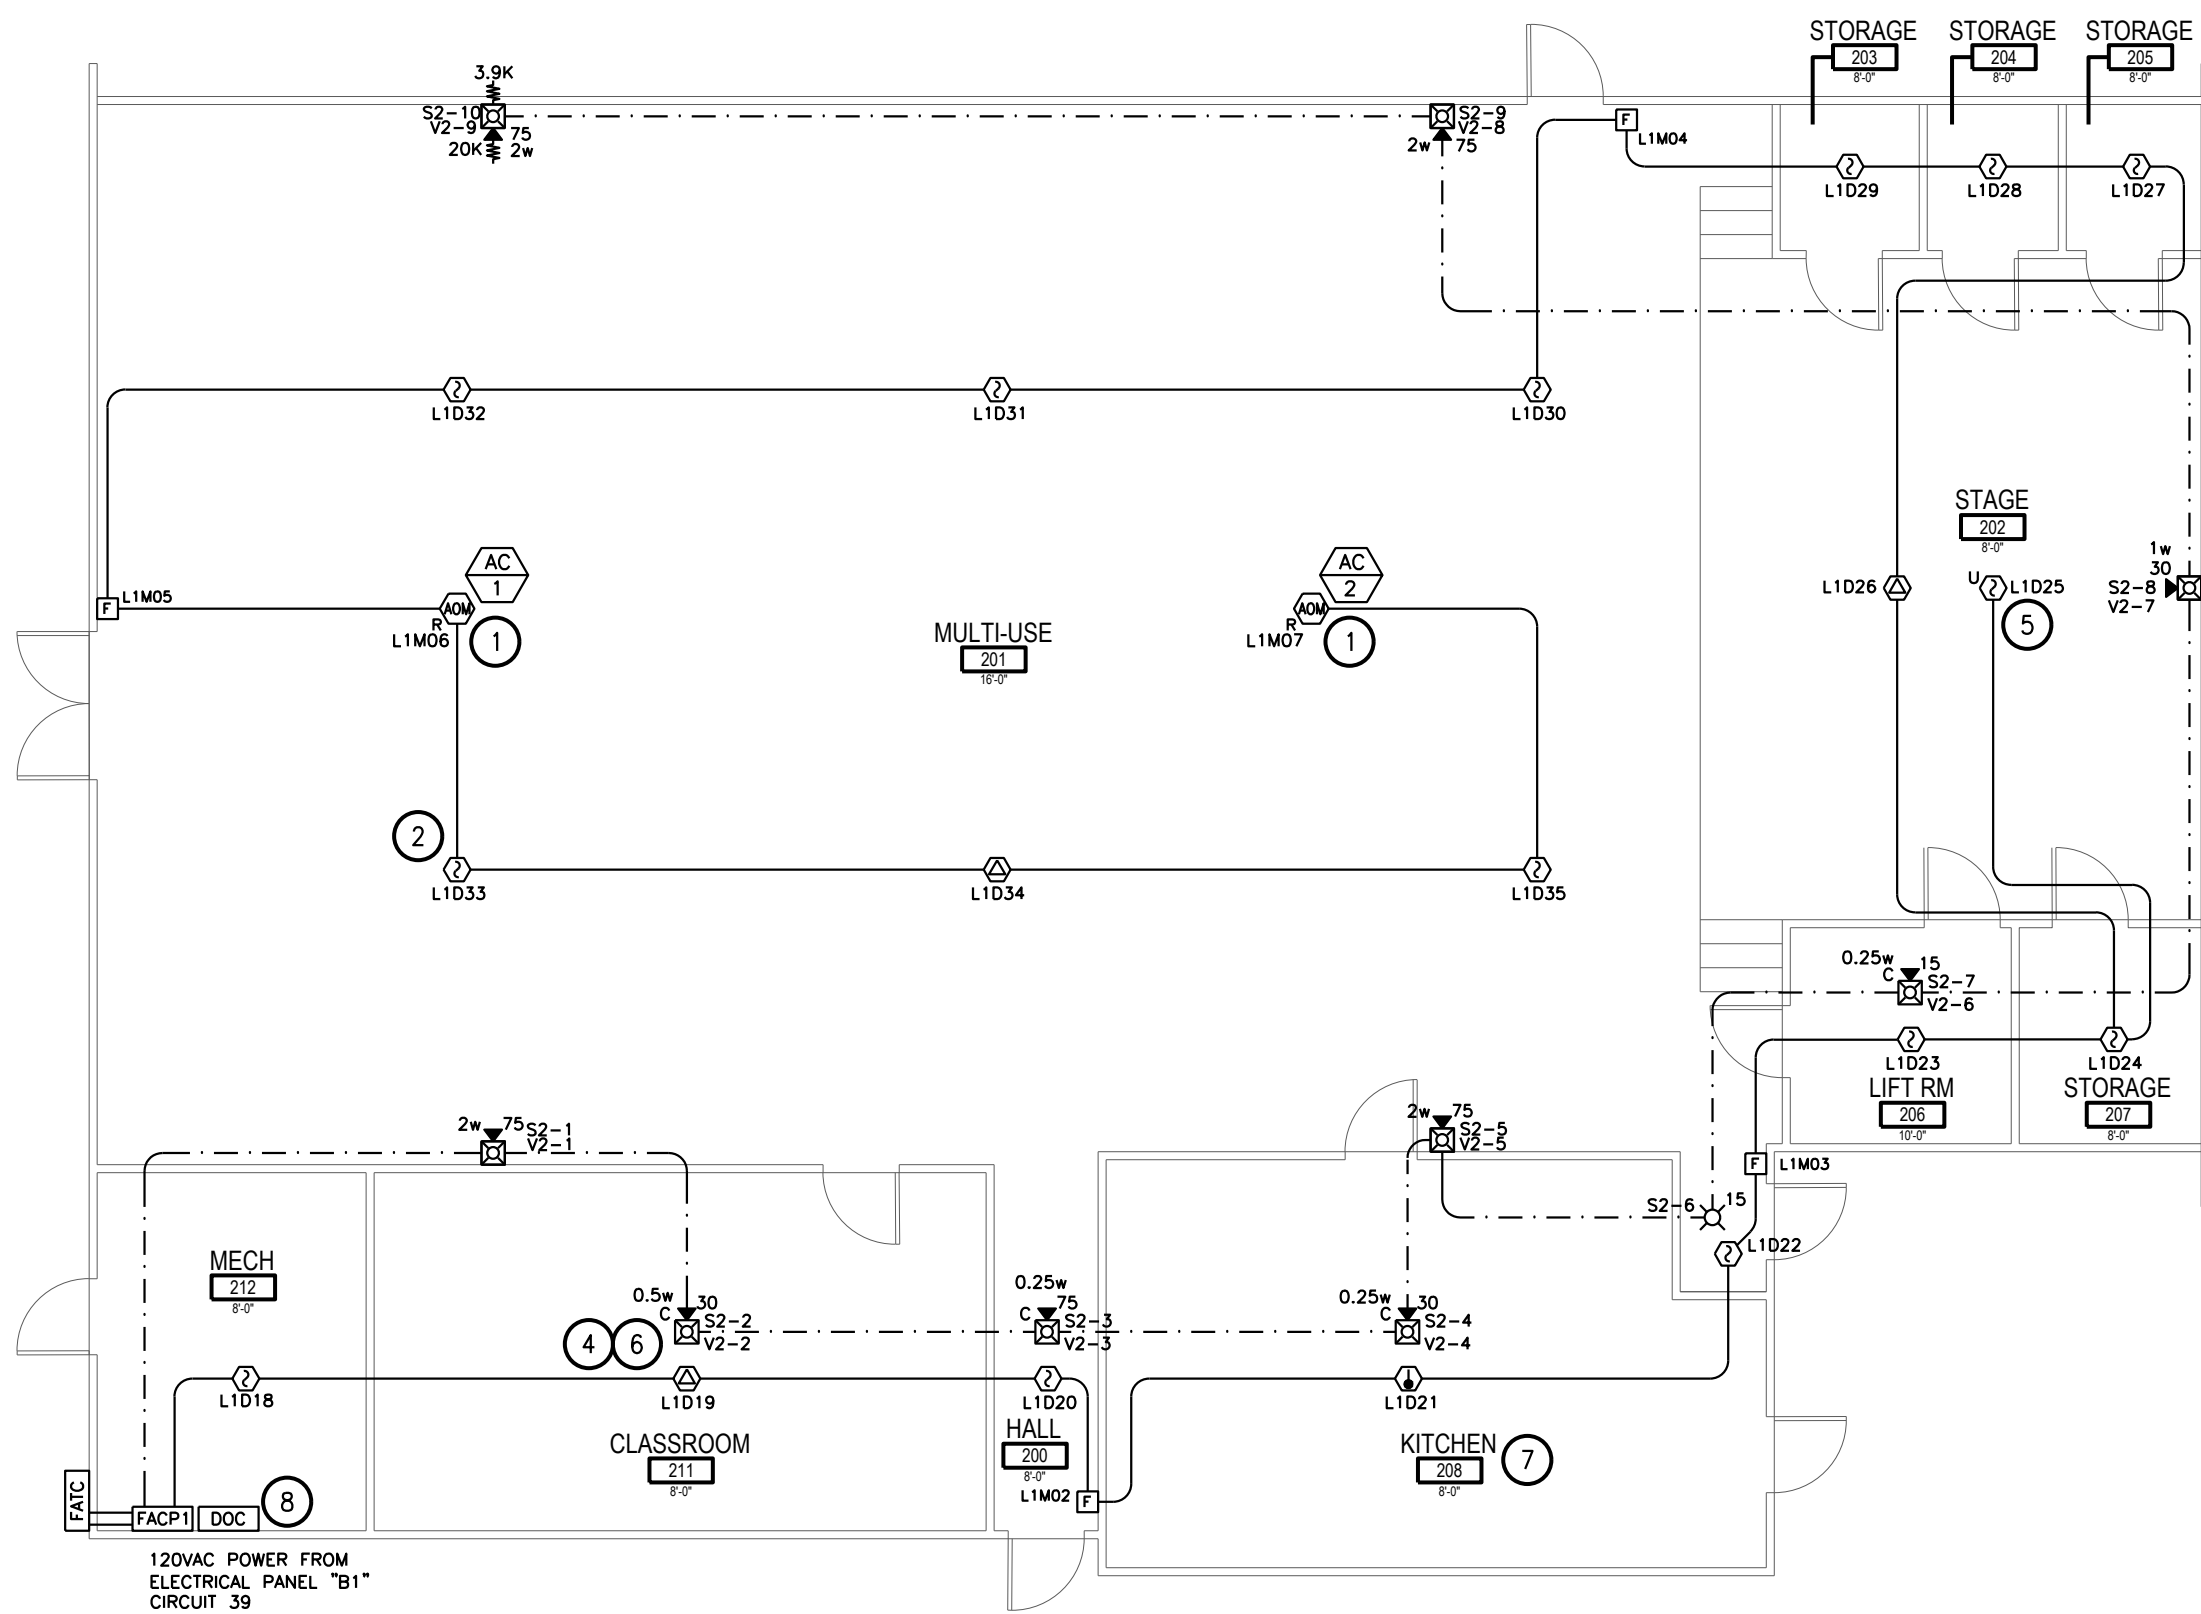 STORAGE
203
8'-0"
STORAGE
204
8'-0"
STORAGE
205
8'-0"
3.9K
S2-10
V2-9
75
20K
2w
S2-9
V2-8
2w
75
L1M04
L1D29
L1D28
L1D27
L1D32
L1D31
L1D30
STAGE
202
8'-0"
AC
1
AC
2
1w
30
S2-8
V2-7
L1D26
U
L1D25
5
F
L1M05
AOM
R
L1M06
1
AOM
R
L1M07
1
F
MULTI-USE
201
16'-0"
2
L1D33
L1D34
L1D35
0.25w
15
C
S2-7
V2-6
L1D23
L1D24
LIFT RM
206
10'-0"
STORAGE
207
8'-0"
2w
75
S2-1
V2-1
2w
75
S2-5
V2-5
F
L1M03
S2-6
15
L1D22
MECH
212
8'-0"
0.5w
30
C
S2-2
V2-2
4
6
0.25w
75
C
S2-3
V2-3
0.25w
30
C
S2-4
V2-4
L1D18
L1D19
L1D20
L1D21
CLASSROOM
211
8'-0"
HALL
200
8'-0"
KITCHEN
208
8'-0"
7
L1M02
F
FATC
FACP1
DOC
8
120VAC POWER FROM
ELECTRICAL PANEL "B1"
CIRCUIT 39